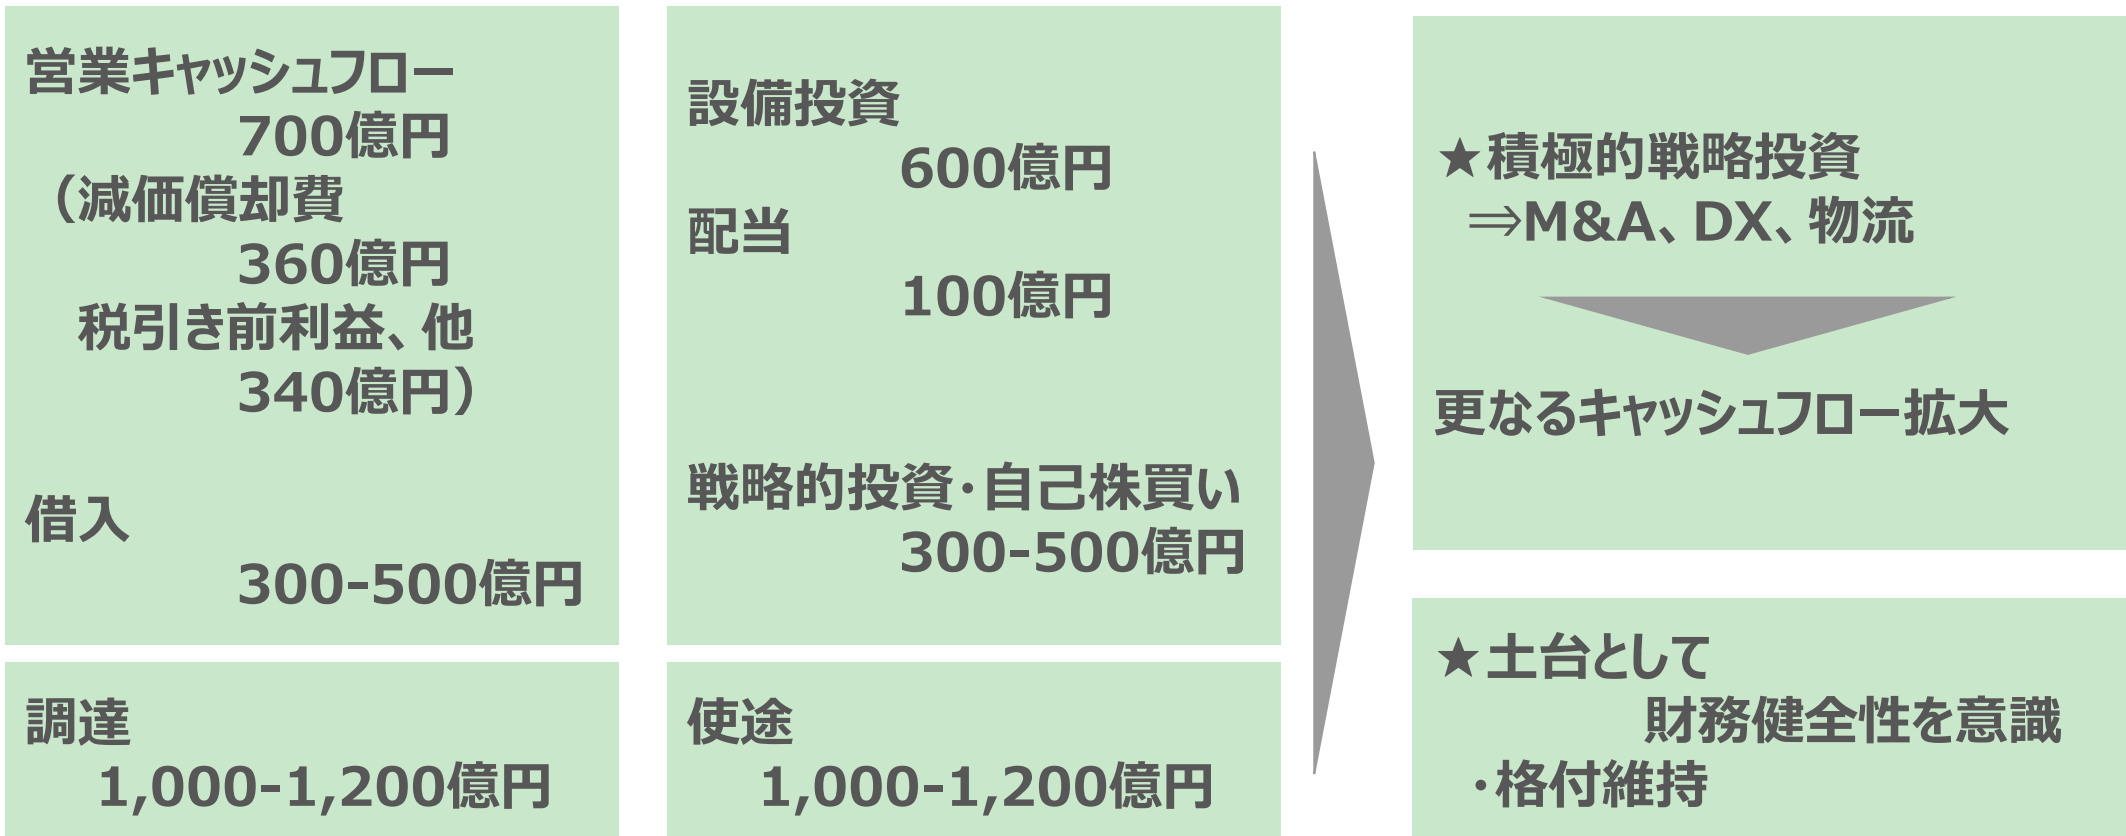 営業キャッシュフロー
700億円
（減価償却費
360億円
税引き前利益、他
340億円）
借入
300-500億円
調達
1,000-1,200億円
設備投資
600億円
配当
100億円
戦略的投資・自己株買い
300-500億円
使途
1,000-1,200億円
★積極的戦略投資
⇒M&A、DX、物流
更なるキャッシュフロー拡大
★土台として
財務健全性を意識
・格付維持